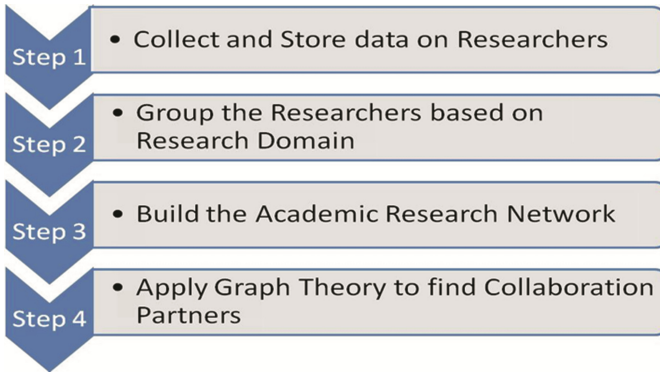 Step 1
• Collect and Store data on Researchers
Step 2
• Group the Researchers based on
Research Domain
Step 3
• Build the Academic Research Network
Step 4
• Apply Graph Theory to find Collaboration
Partners